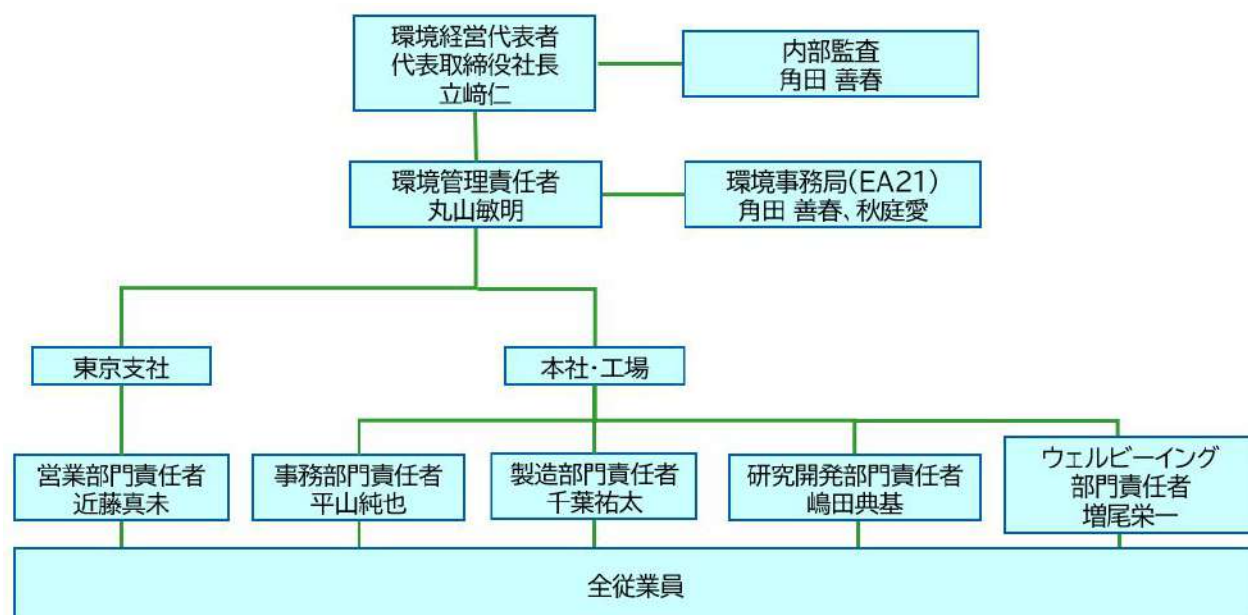 環境経営代表者
代表取締役社長
立﨑仁
内部監査
角田 善春
環境管理責任者
丸山敏明
環境事務局(EA21)
角田 善春、秋庭愛
東京支社
本社・工場
営業部門責任者
近藤真未
事務部門責任者
平山純也
製造部門責任者
千葉祐太
研究開発部門責任者
嶋田典基
ウェルビーイング
部門責任者
増尾栄一
全従業員